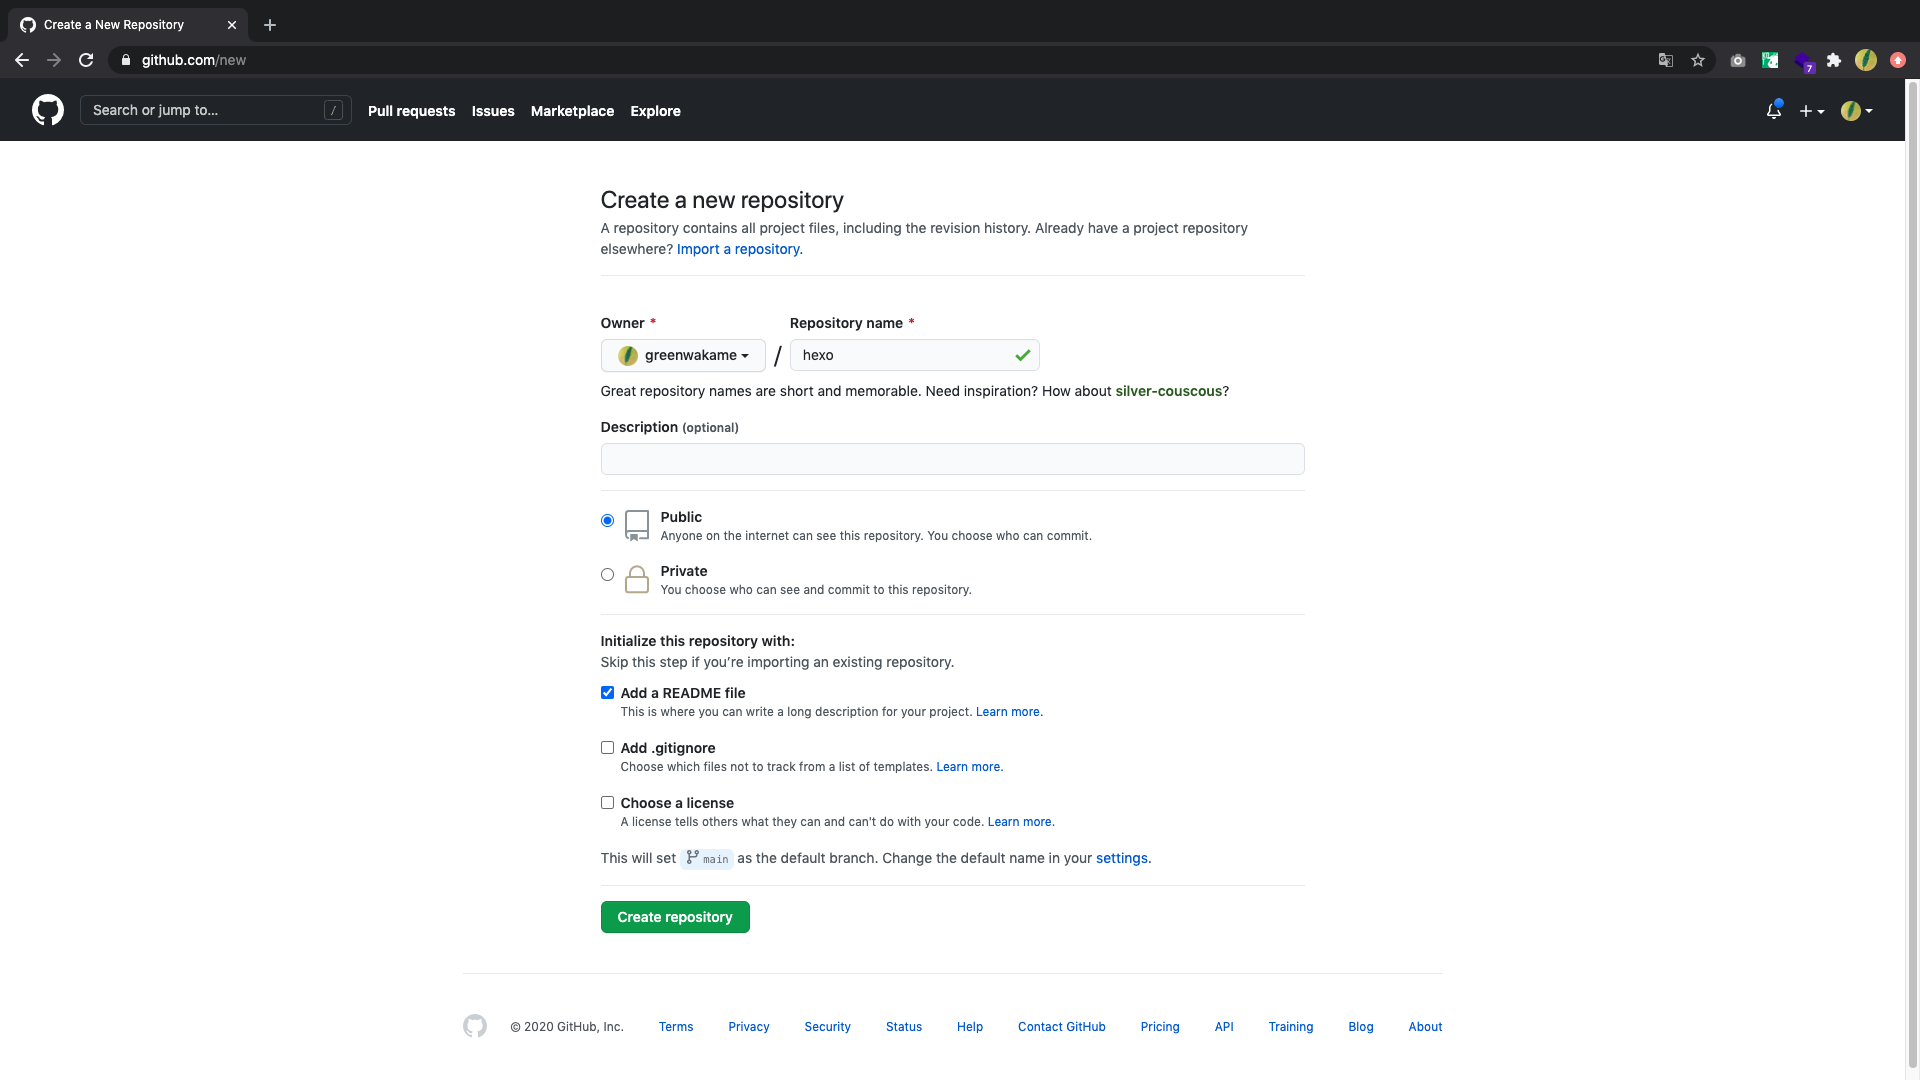 Create a New Repository
github.com/new
7
Search or jump to...
/
Pull requests Issues Marketplace Explore
Create a new repository
A repository contains all project files, including the revision history. Already have a project repository
elsewhere? Import a repository.
Owner * Repository name *
greenwakame / hexo
Great repository names are short and memorable. Need inspiration? How about silver-couscous?
Description (optional)
Public
Anyone on the internet can see this repository. You choose who can commit.
Private
You choose who can see and commit to this repository.
Initialize this repository with:
Skip this step if you’re importing an existing repository.
Add a README file
This is where you can write a long description for your project. Learn more.
Add .gitignore
Choose which files not to track from a list of templates. Learn more.
Choose a license
A license tells others what they can and can't do with your code. Learn more.
This will set main as the default branch. Change the default name in your settings.
Create repository
© 2020 GitHub, Inc. Terms Privacy Security Status Help Contact GitHub Pricing API Training Blog About